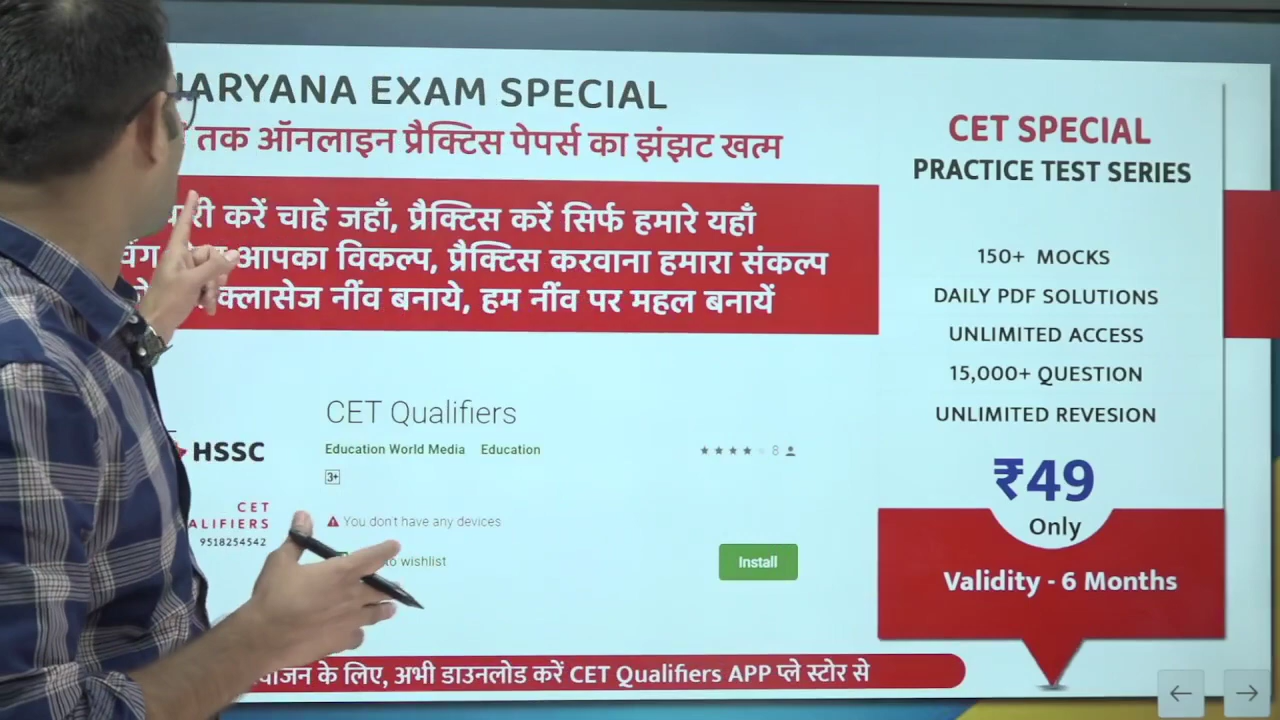 HARYANA EXAM SPECIAL
तक ऑनलाइन प्रैक्टिस पेपर्स का झंझट खत्म
करें चाहे जहाँ, प्रैक्टिस करें सिर्फ हमारे यहाँ
आपका विकल्प, प्रैक्टिस करवाना हमारा संकल्प
क्लासेज नींव बनाये, हम नींव पर महल बनायें
CET Qualifiers
Education World Media Education
8
3+
You don't have any devices
to wishlist
Install
HSSC
CET
ALIFIERS
9518254542
के लिए, अभी डाउनलोड करें CET Qualifiers APP प्ले स्टोर से
CET SPECIAL
PRACTICE TEST SERIES
150+ MOCKS
DAILY PDF SOLUTIONS
UNLIMITED ACCESS
15,000+ QUESTION
UNLIMITED REVESION
₹49
Only
Validity - 6 Months